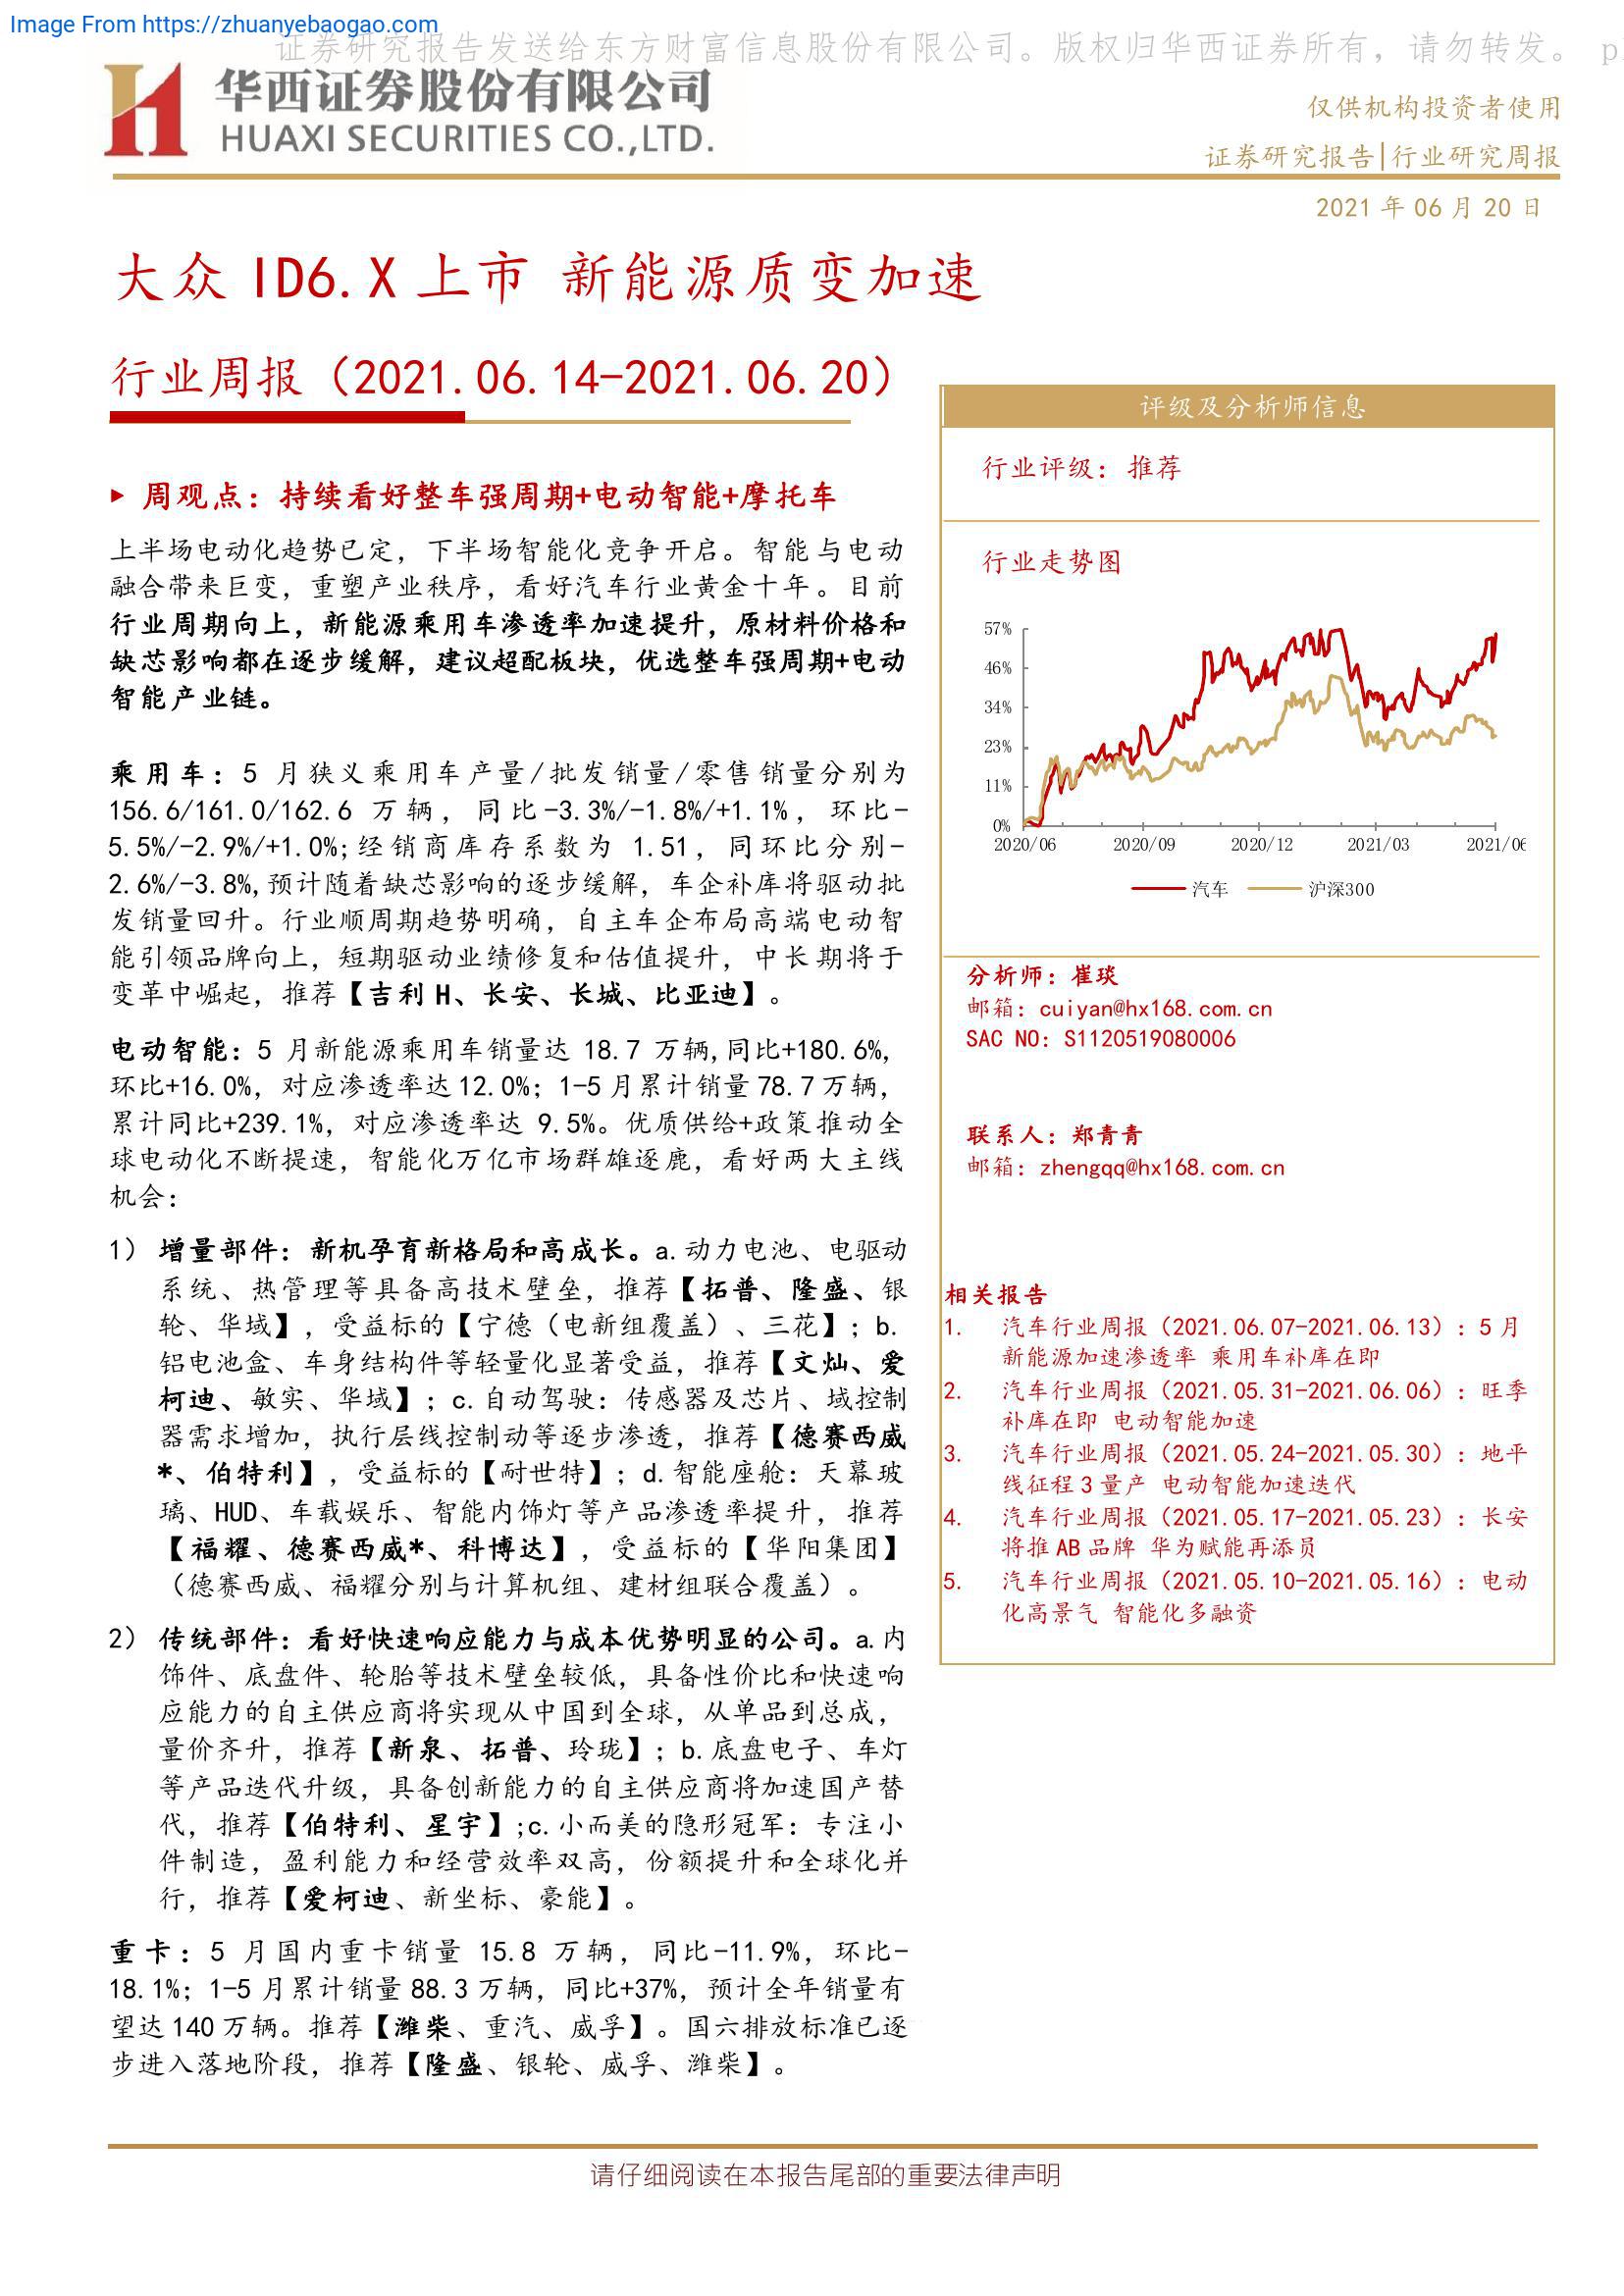 Image From https://zhuanyebaogao.com
证券研究报告发送给东方财富信息股份有限公司。版权归华西证券所有，请勿转发。 p
华西证券股份有限公司
HUAXI SECURITIES CO.,LTD.
仅供机构投资者使用
证券研究报告|行业研究周报
2021 年 06 月 20 日
大众 ID6.X 上市 新能源质变加速
行业周报（2021.06.14-2021.06.20）
周观点：持续看好整车强周期+电动智能+摩托车
上半场电动化趋势已定，下半场智能化竞争开启。智能与电动
融合带来巨变，重塑产业秩序，看好汽车行业黄金十年。目前
行业周期向上，新能源乘用车渗透率加速提升，原材料价格和
缺芯影响都在逐步缓解，建议超配板块，优选整车强周期+电动
智能产业链。
乘用车：5 月狭义乘用车产量/批发销量/零售销量分别为
156.6/161.0/162.6 万辆，同比-3.3%/-1.8%/+1.1%，环比-
5.5%/-2.9%/+1.0%;经销商库存系数为 1.51，同环比分别-
2.6%/-3.8%,预计随着缺芯影响的逐步缓解，车企补库将驱动批
发销量回升。行业顺周期趋势明确，自主车企布局高端电动智
能引领品牌向上，短期驱动业绩修复和估值提升，中长期将于
变革中崛起，推荐【吉利 H、长安、长城、比亚迪】。
电动智能：5 月新能源乘用车销量达 18.7 万辆,同比+180.6%,
环比+16.0%，对应渗透率达 12.0%；1-5 月累计销量 78.7 万辆，
累计同比+239.1%，对应渗透率达 9.5%。优质供给+政策推动全
球电动化不断提速，智能化万亿市场群雄逐鹿，看好两大主线
机会：
1） 增量部件：新机孕育新格局和高成长。a.动力电池、电驱动
系统、热管理等具备高技术壁垒，推荐【拓普、隆盛、银
轮、华域】，受益标的【宁德（电新组覆盖）、三花】；b.
铝电池盒、车身结构件等轻量化显著受益，推荐【文灿、爱
柯迪、敏实、华域】；c.自动驾驶：传感器及芯片、域控制
器需求增加，执行层线控制动等逐步渗透，推荐【德赛西威
*、伯特利】，受益标的【耐世特】；d.智能座舱：天幕玻
璃、HUD、车载娱乐、智能内饰灯等产品渗透率提升，推荐
【福耀、德赛西威*、科博达】，受益标的【华阳集团】
（德赛西威、福耀分别与计算机组、建材组联合覆盖）。
2） 传统部件：看好快速响应能力与成本优势明显的公司。a.内
饰件、底盘件、轮胎等技术壁垒较低，具备性价比和快速响
应能力的自主供应商将实现从中国到全球，从单品到总成，
量价齐升，推荐【新泉、拓普、玲珑】；b.底盘电子、车灯
等产品迭代升级，具备创新能力的自主供应商将加速国产替
代，推荐【伯特利、星宇】;c.小而美的隐形冠军：专注小
件制造，盈利能力和经营效率双高，份额提升和全球化并
行，推荐【爱柯迪、新坐标、豪能】。
重卡：5 月国内重卡销量 15.8 万辆，同比-11.9%，环比-
18.1%；1-5 月累计销量 88.3 万辆，同比+37%，预计全年销量有
望达 140 万辆。推荐【潍柴、重汽、威孚】。国六排放标准已逐
步进入落地阶段，推荐【隆盛、银轮、威孚、潍柴】。
评级及分析师信息
行业评级：推荐
行业走势图
57%
46%
34%
23%
11%
0%
2020/06 2020/09 2020/12 2021/03 2021/06
汽车 沪深300
分析师：崔琰
邮箱：cuiyan@hx168.com.cn
SAC NO：S1120519080006
联系人：郑青青
邮箱：zhengqq@hx168.com.cn
相关报告
1. 汽车行业周报（2021.06.07-2021.06.13）：5 月
新能源加速渗透率 乘用车补库在即
2. 汽车行业周报（2021.05.31-2021.06.06）：旺季
补库在即 电动智能加速
3. 汽车行业周报（2021.05.24-2021.05.30）：地平
线征程 3 量产 电动智能加速迭代
4. 汽车行业周报（2021.05.17-2021.05.23）：长安
将推 AB 品牌 华为赋能再添员
5. 汽车行业周报（2021.05.10-2021.05.16）：电动
化高景气 智能化多融资
请仔细阅读在本报告尾部的重要法律声明